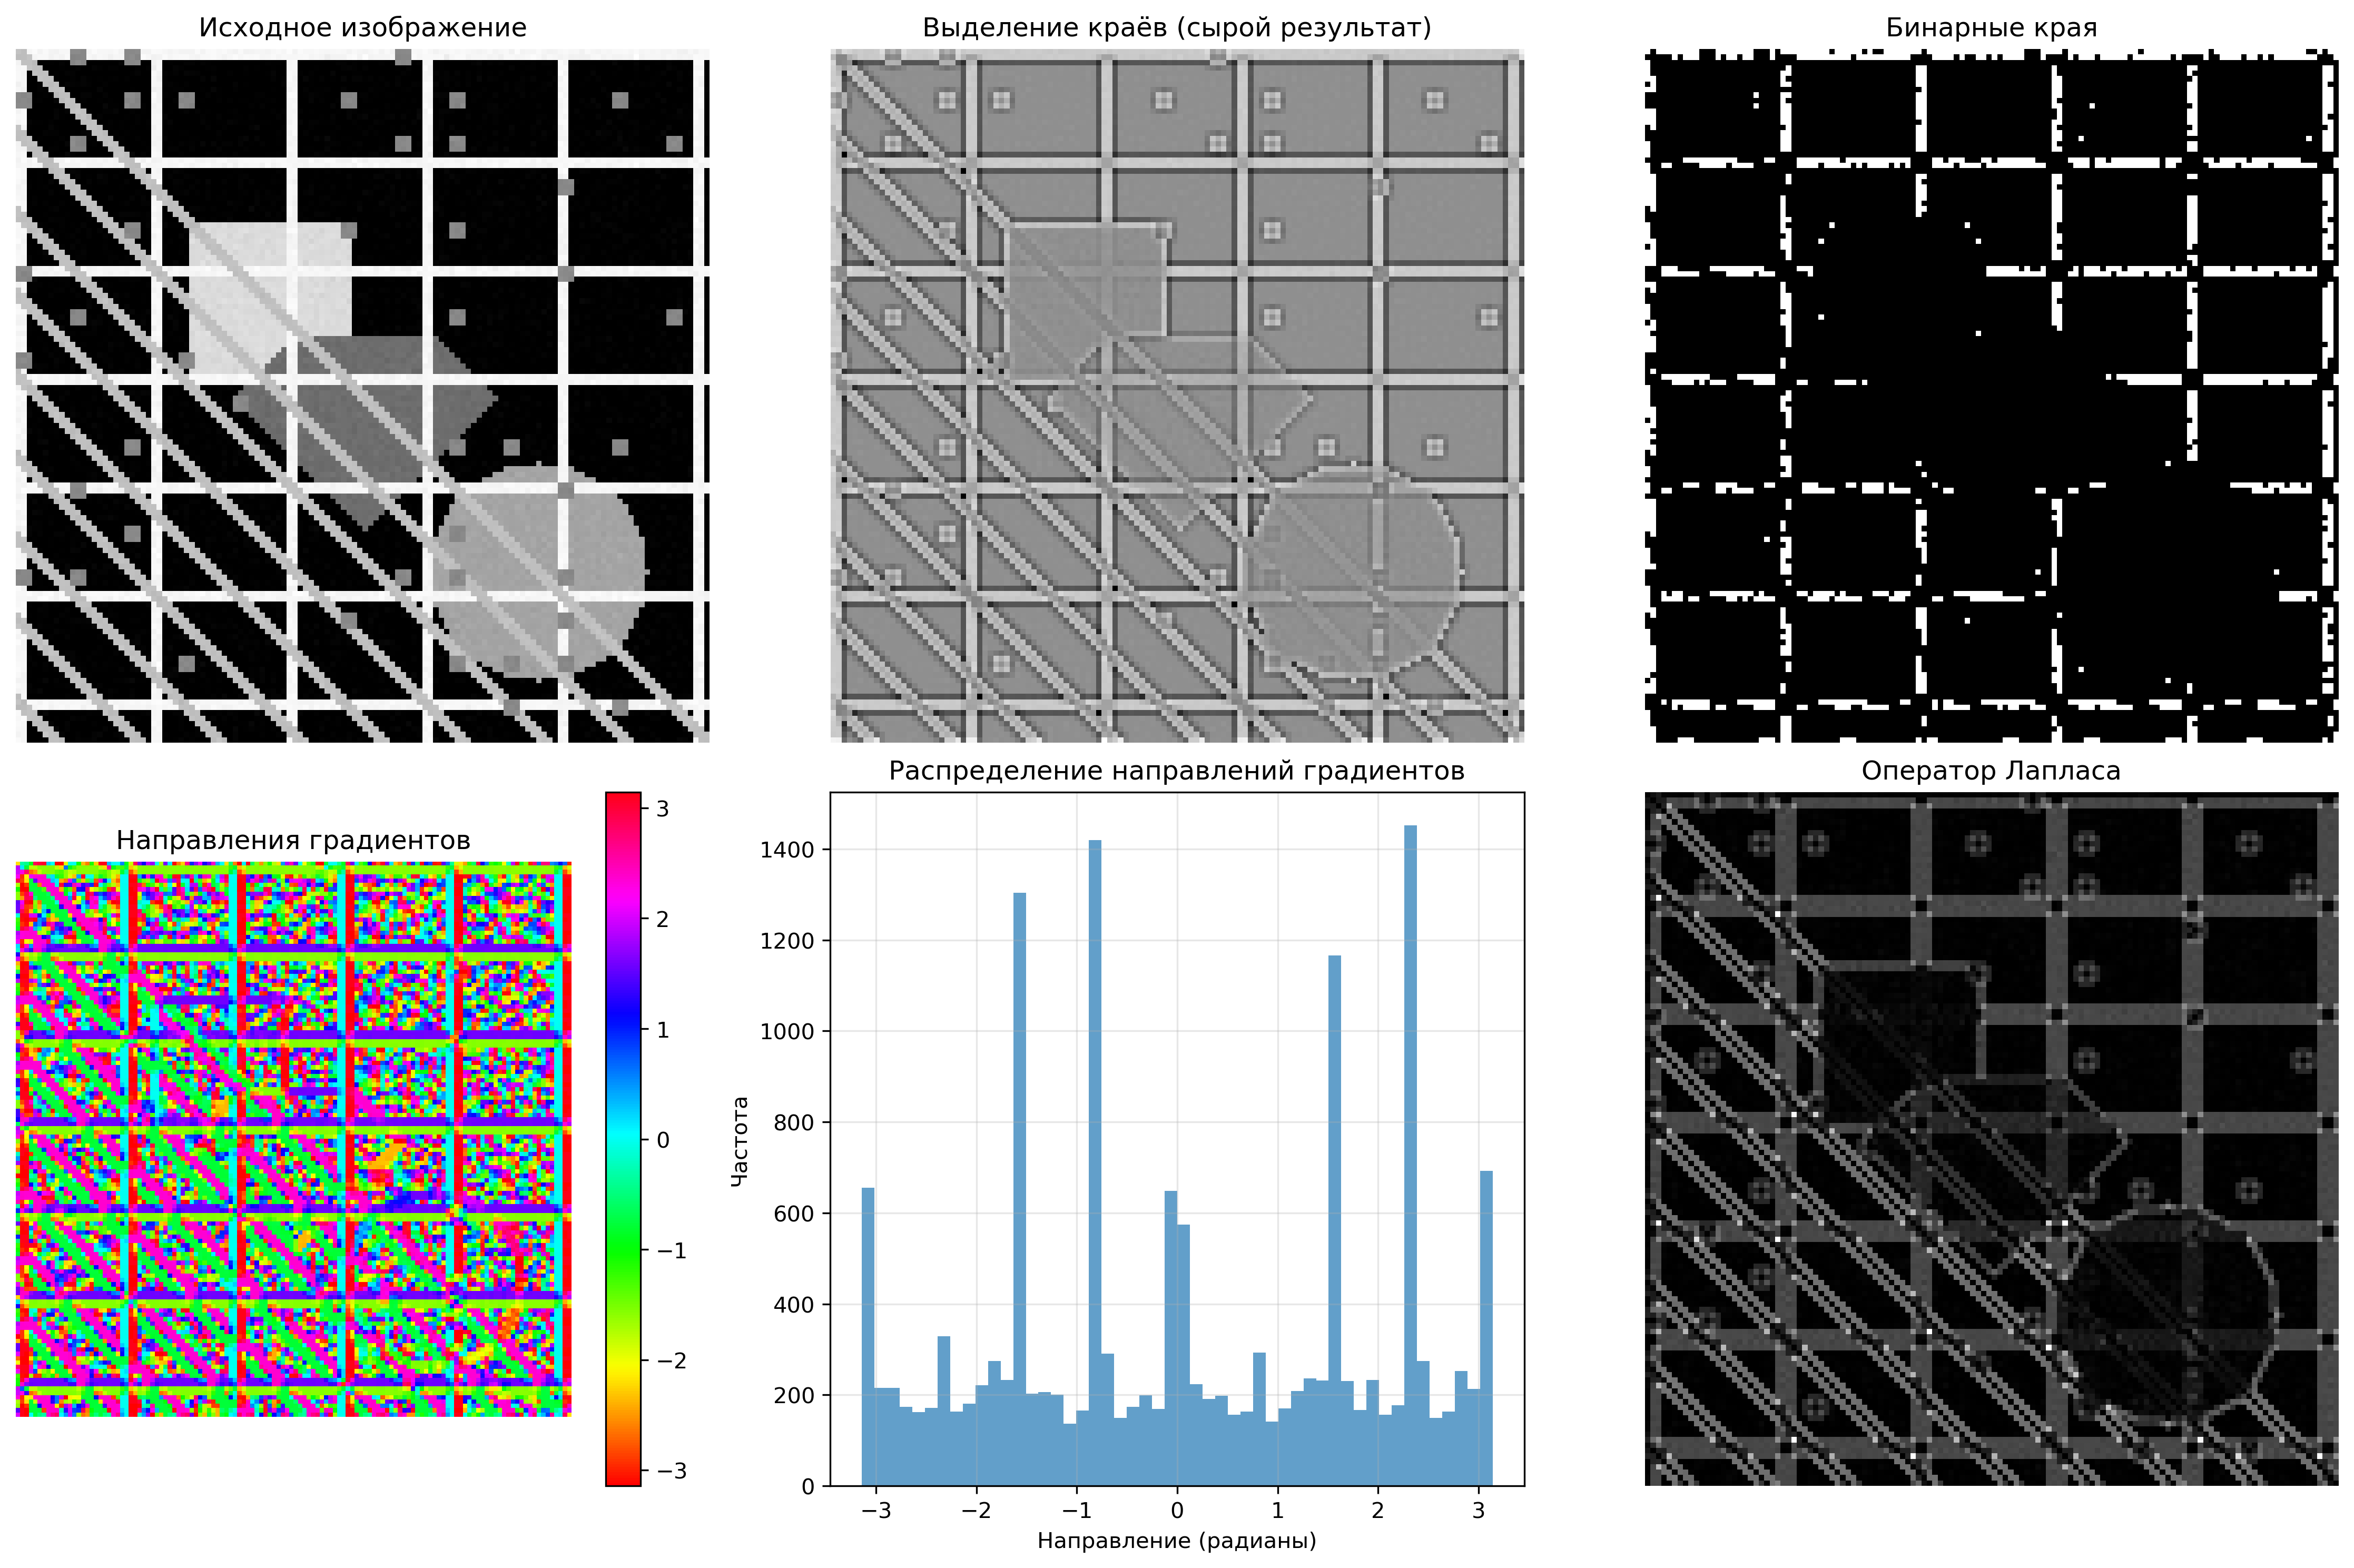 Исходное изображение
Выделение краёв (сырой результат)
Бинарные края
Направления градиентов
3
2
1
0
−1
−2
−3
Распределение направлений градиентов
Частота
1400
1200
1000
800
600
400
200
0
−3 −2 −1 0 1 2 3
Направление (радианы)
Оператор Лапласа